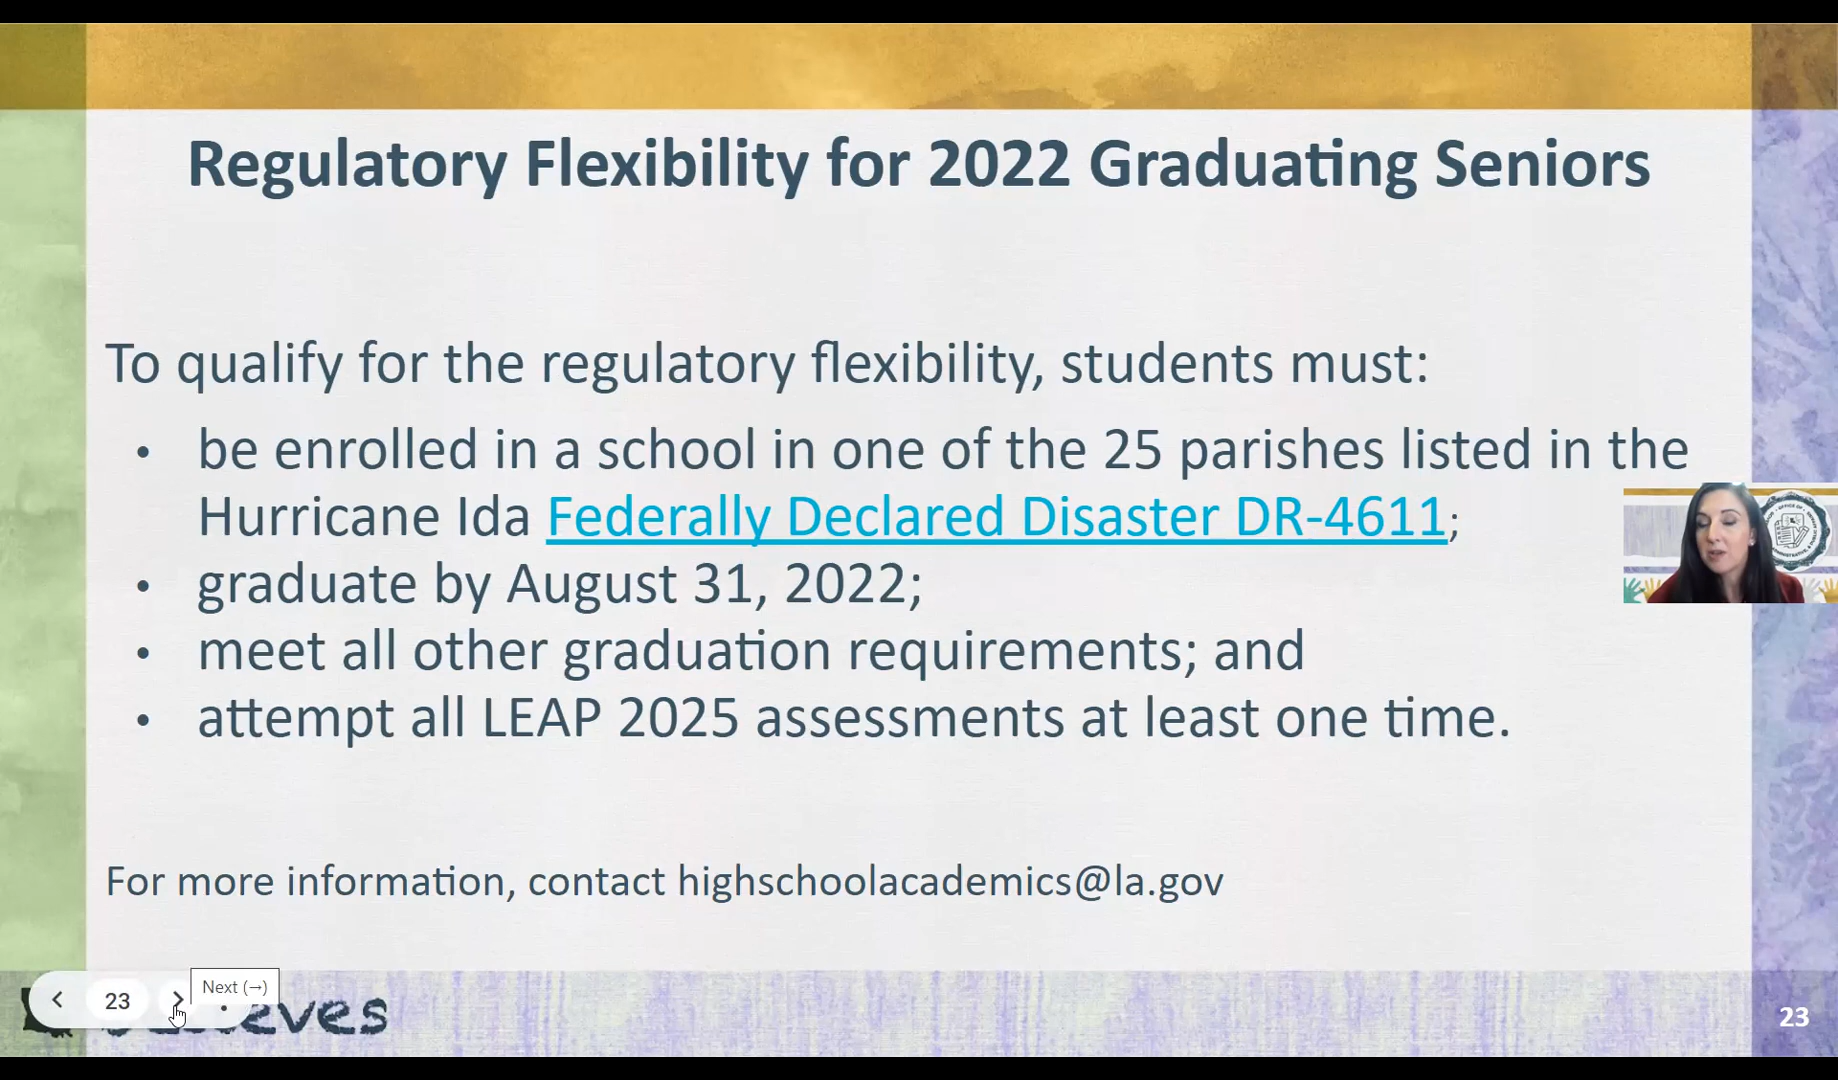 Regulatory Flexibility for 2022 Graduating Seniors
To qualify for the regulatory flexibility, students must:
• be enrolled in a school in one of the 25 parishes listed in the
Hurricane Ida Federally Declared Disaster DR-4611;
• graduate by August 31, 2022;
• meet all other graduation requirements; and
• attempt all LEAP 2025 assessments at least one time.
For more information, contact highschoolacademics@la.gov
Next (→)
23
23